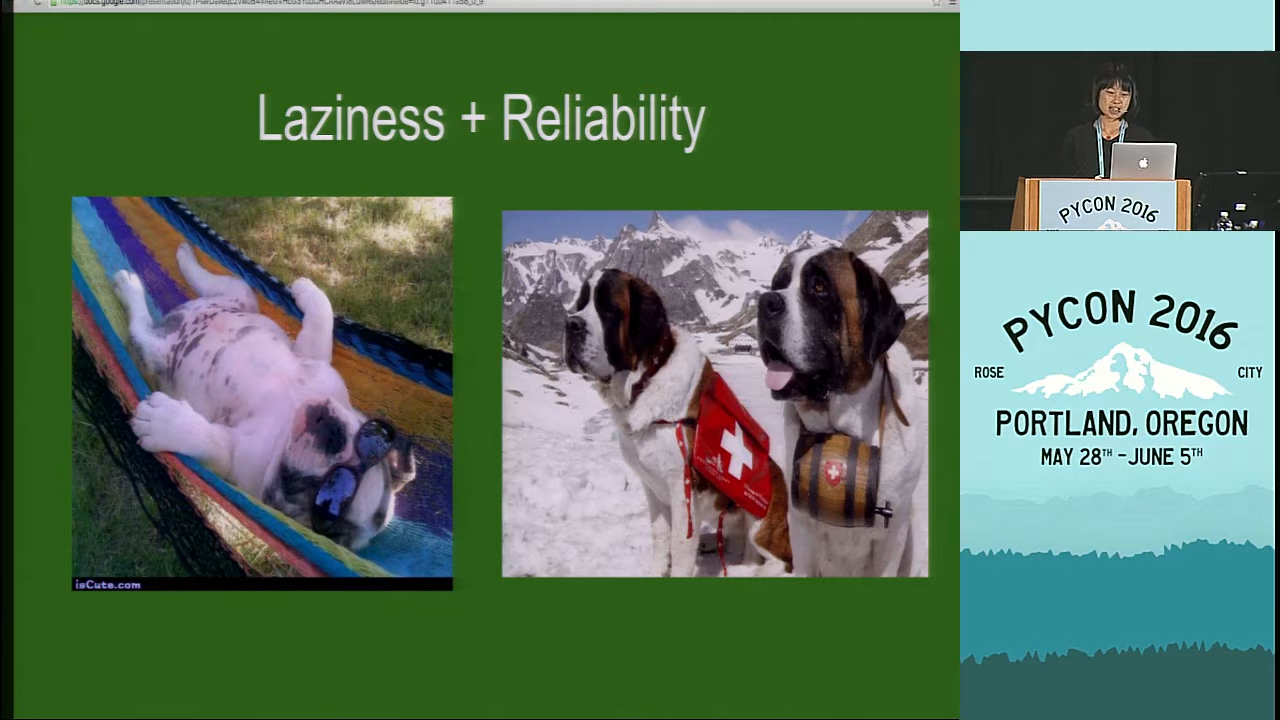 Laziness + Reliability
isCute.com
PYCON 2016
PYCON 2016
ROSE
CITY
PORTLAND, OREGON
MAY 28TH - JUNE 5TH